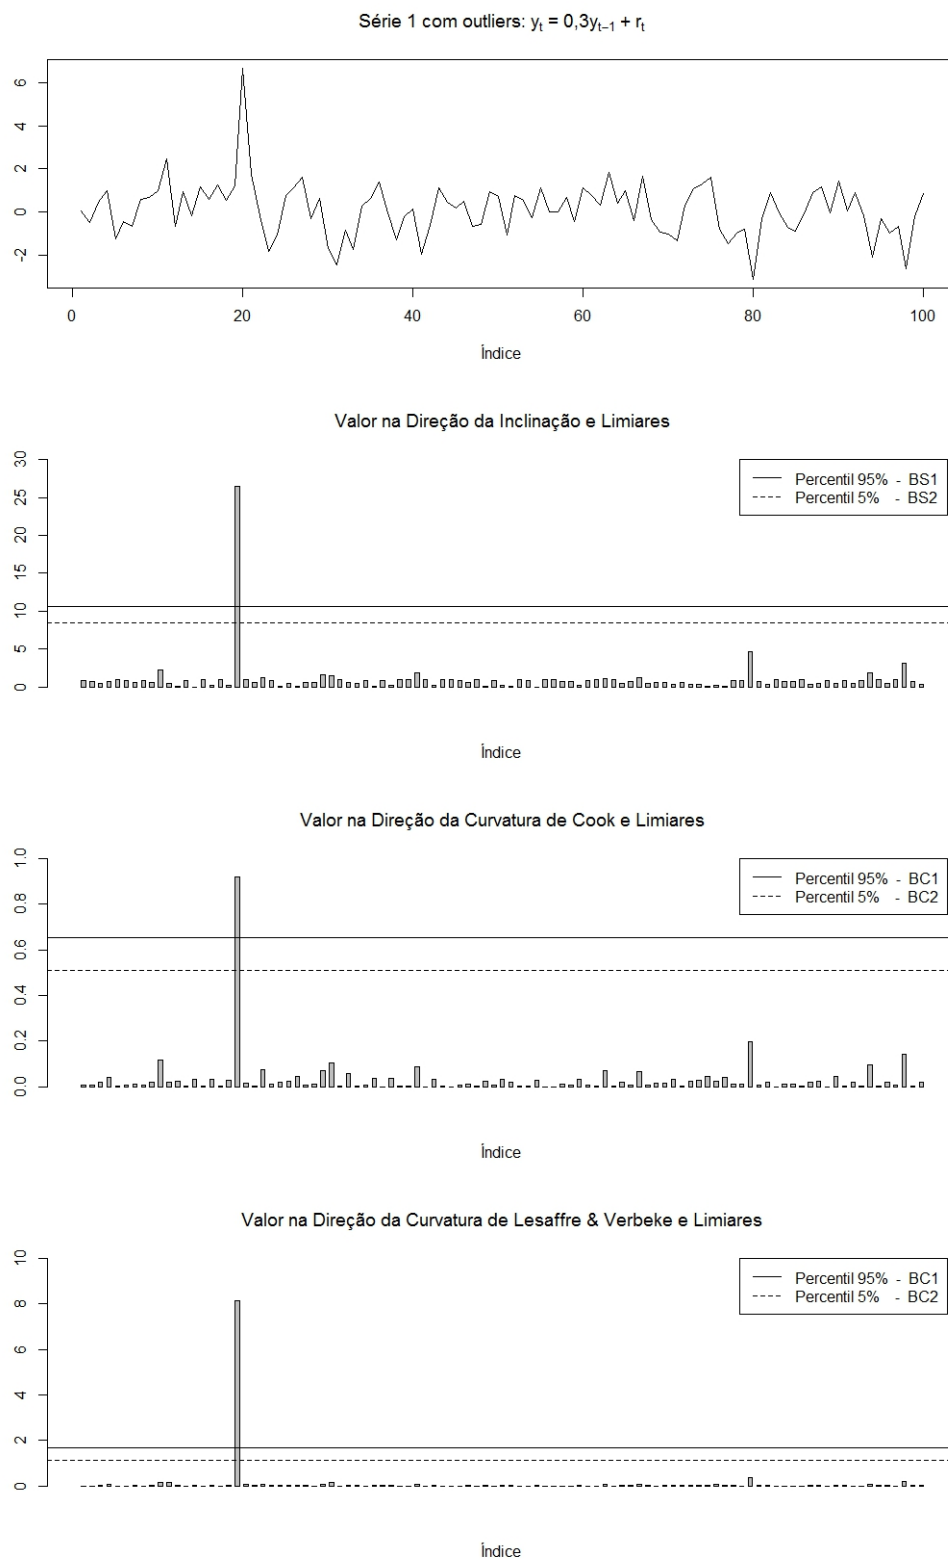 Série 1 com outliers: yₜ = 0,3yₜ₋₁ + rₜ
6
4
2
0
-2
0 20 40 60 80 100
Índice
Valor na Direção da Inclinação e Limiares
30
25
20
15
10
5
0
Percentil 95% - BS1
Percentil 5% - BS2
Índice
Valor na Direção da Curvatura de Cook e Limiares
1.0
0.8
0.6
0.4
0.2
0.0
Percentil 95% - BC1
Percentil 5% - BC2
Índice
Valor na Direção da Curvatura de Lesaffre & Verbeke e Limiares
10
8
6
4
2
0
Percentil 95% - BC1
Percentil 5% - BC2
Índice